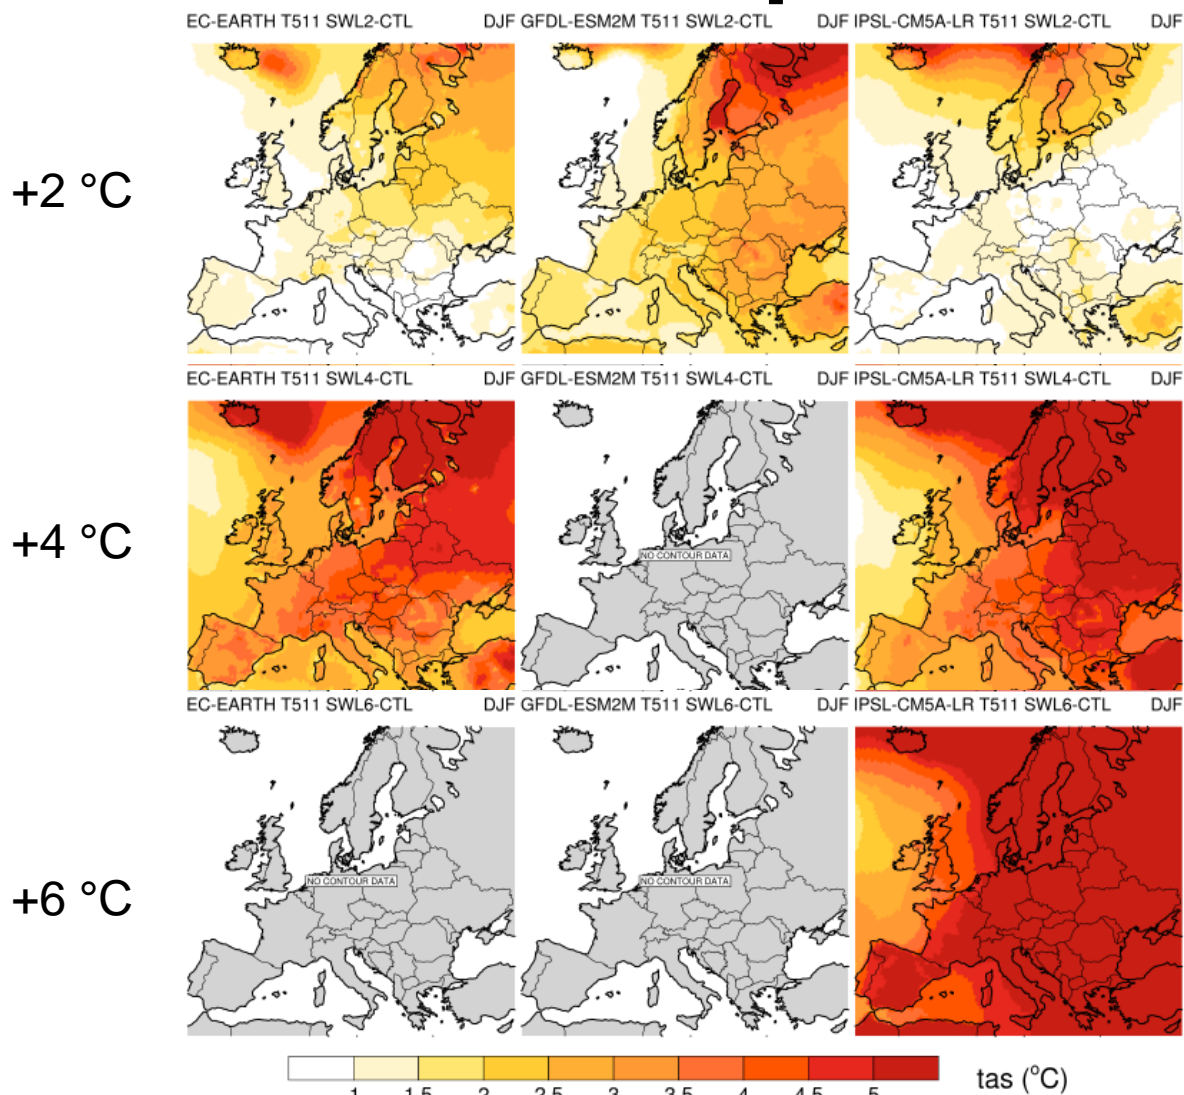 EC-EARTH T511 SWL2-CTL DJF GFDL-ESM2M T511 SWL2-CTL DJF IPSL-CM5A-LR T511 SWL2-CTL DJF
+2 °C
EC-EARTH T511 SWL4-CTL DJF GFDL-ESM2M T511 SWL4-CTL DJF IPSL-CM5A-LR T511 SWL4-CTL DJF
+4 °C
NO CONTOUR DATA
EC-EARTH T511 SWL6-CTL DJF GFDL-ESM2M T511 SWL6-CTL DJF IPSL-CM5A-LR T511 SWL6-CTL DJF
+6 °C
NO CONTOUR DATA NO CONTOUR DATA
1 1.5 2 2.5 3 3.5 4 4.5 5 tas (°C)